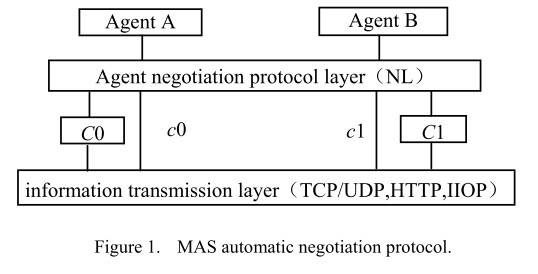 Agent A
Agent B
Agent negotiation protocol layer（NL）
C0
c0
c1
C1
information transmission layer（TCP/UDP,HTTP,IIOP）
Figure 1. MAS automatic negotiation protocol.